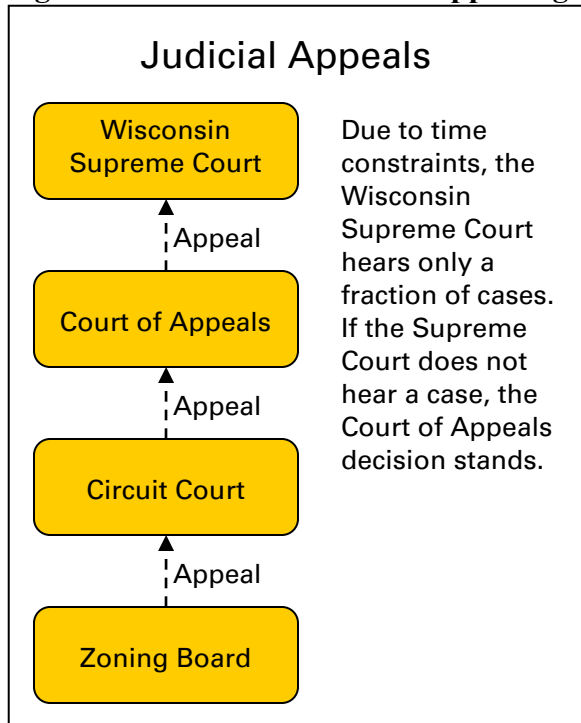 Judicial Appeals
Wisconsin
Supreme Court
Appeal
Court of Appeals
Appeal
Circuit Court
Appeal
Zoning Board
Due to time
constraints, the
Wisconsin
Supreme Court
hears only a
fraction of cases.
If the Supreme
Court does not
hear a case, the
Court of Appeals
decision stands.